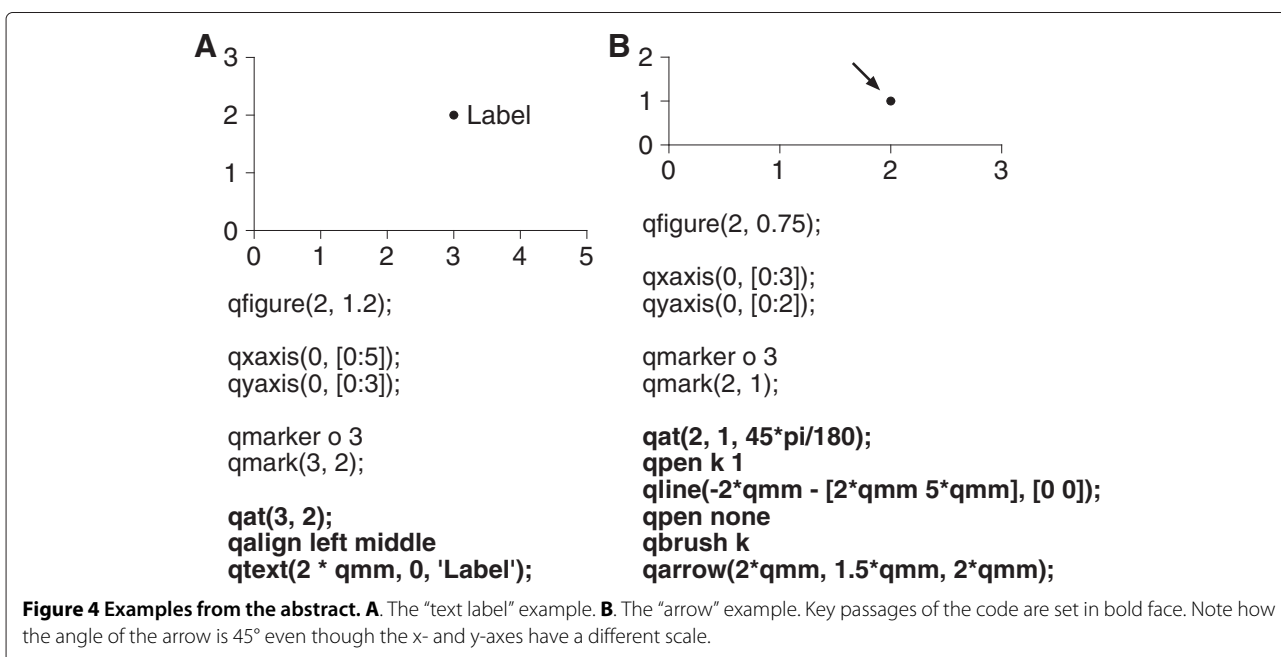 A
3
2
1
0
Label
0 1 2 3 4 5
qfigure(2, 1.2);
qxaxis(0, [0:5]);
qyaxis(0, [0:3]);
qmarker o 3
qmark(3, 2);
qat(3, 2);
qalign left middle
qtext(2 * qmm, 0, 'Label');
B
2
1
0
0 1 2 3
qfigure(2, 0.75);
qxaxis(0, [0:3]);
qyaxis(0, [0:2]);
qmarker o 3
qmark(2, 1);
qat(2, 1, 45*pi/180);
qpen k 1
qline(-2*qmm - [2*qmm 5*qmm], [0 0]);
qpen none
qbrush k
qarrow(2*qmm, 1.5*qmm, 2*qmm);
Figure 4 Examples from the abstract. A. The “text label” example. B. The “arrow” example. Key passages of the code are set in bold face. Note how
the angle of the arrow is 45° even though the x- and y-axes have a different scale.